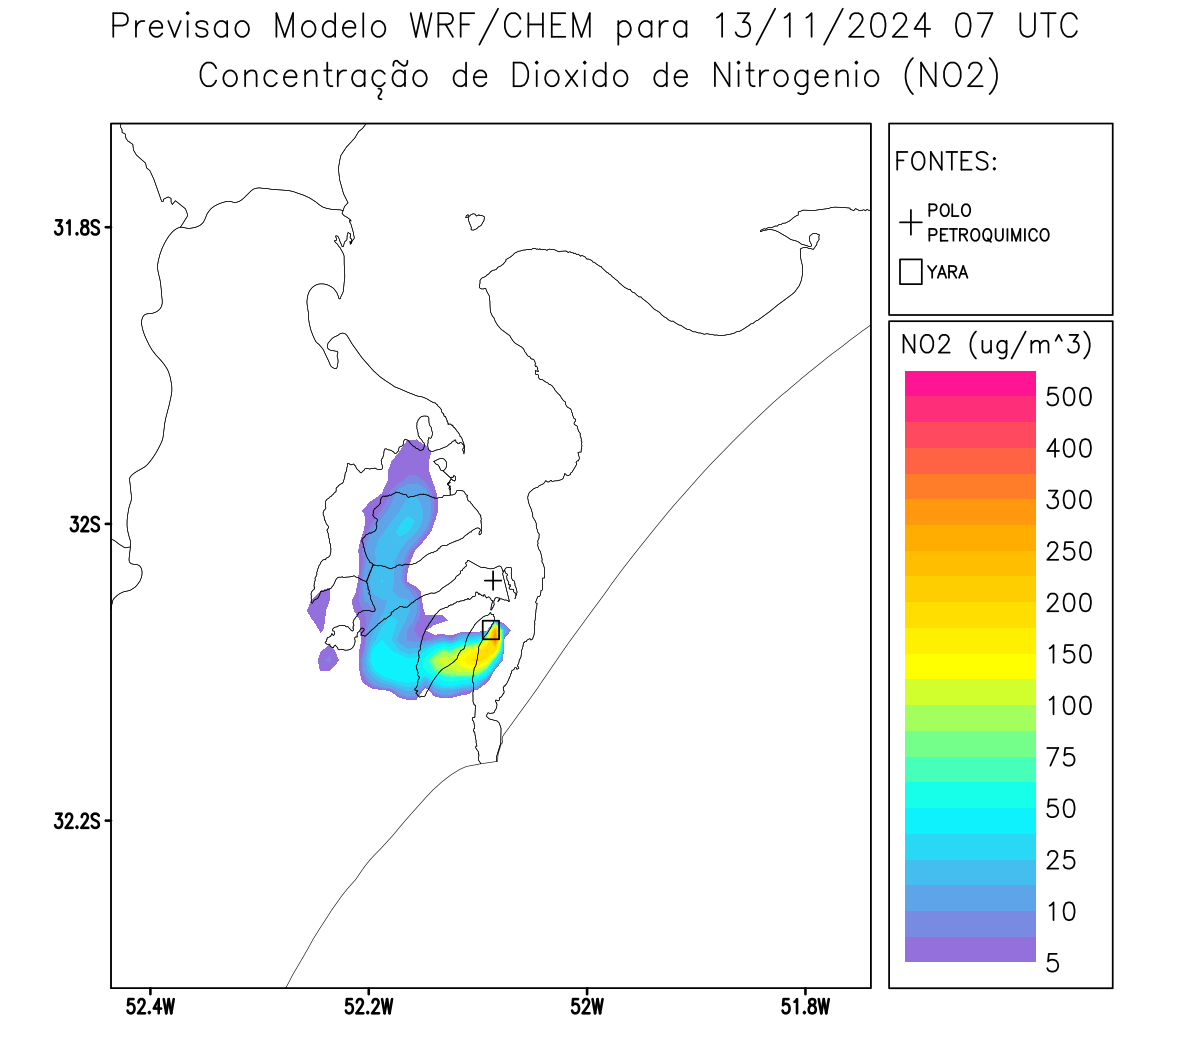 Previsao Modelo WRF/CHEM para 13/11/2024 07 UTC
Concentração de Dioxido de Nitrogenio (NO2)
FONTES:
POLO
PETROQUIMICO
YARA
NO2 (ug/m^3)
500
400
300
250
200
150
100
75
50
25
10
5
31.8S
32S
32.2S
52.4W
52.2W
52W
51.8W